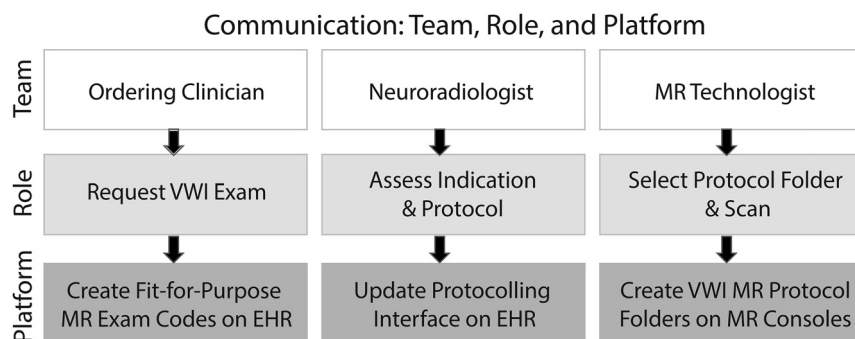 Communication: Team, Role, and Platform
Team
Ordering Clinician
Neuroradiologist
MR Technologist
Role
Request VWI Exam
Assess Indication
& Protocol
Select Protocol Folder
& Scan
Platform
Create Fit-for-Purpose
MR Exam Codes on EHR
Update Protocolling
Interface on EHR
Create VWI MR Protocol
Folders on MR Consoles